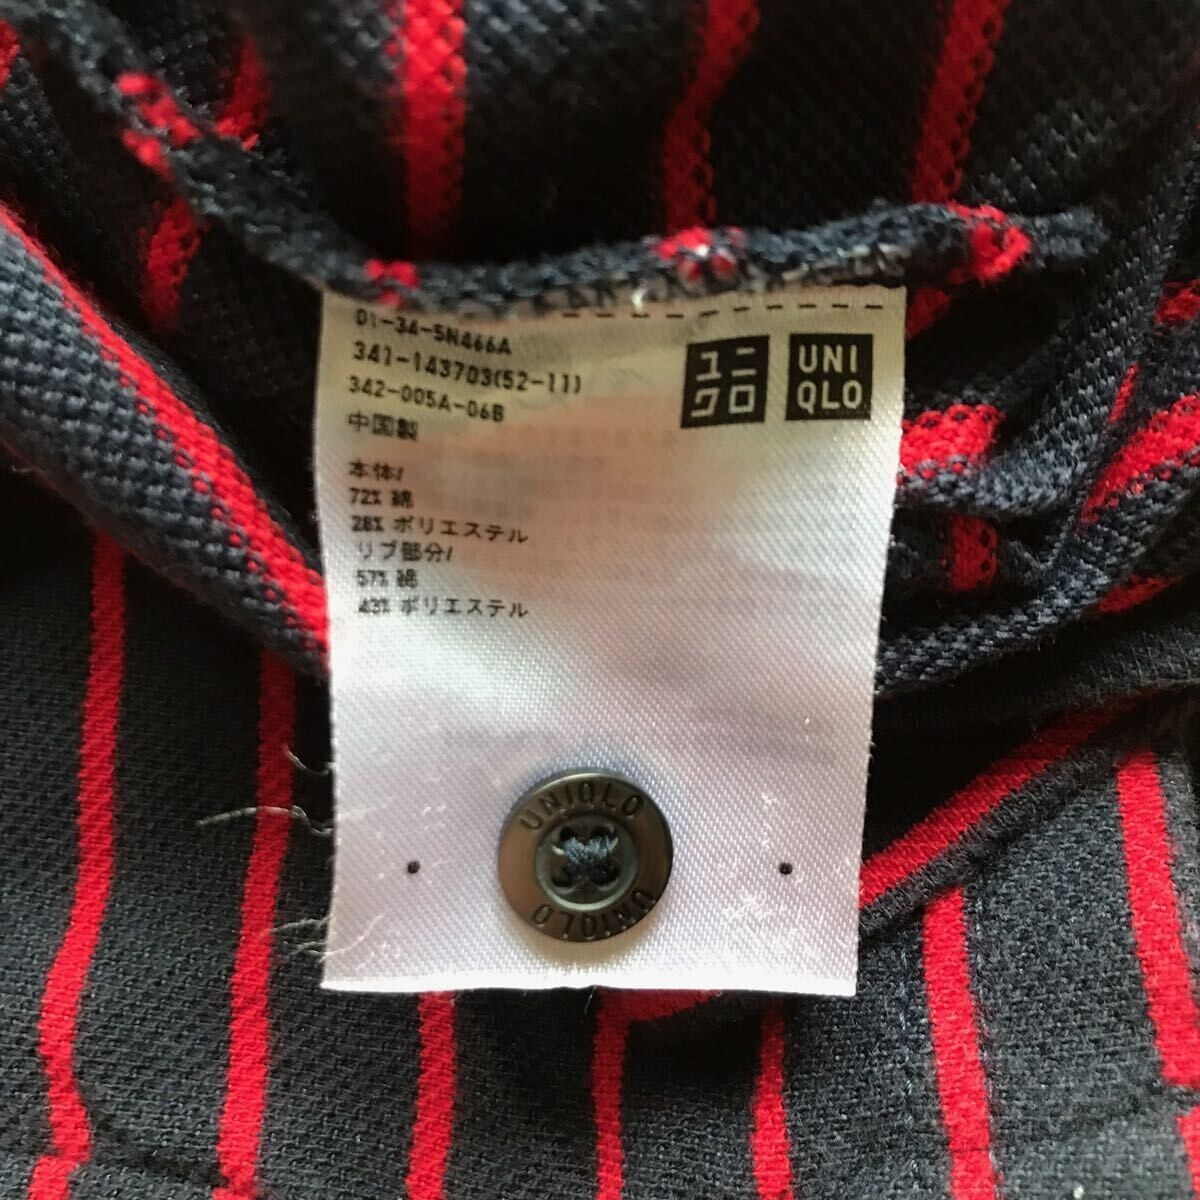 01-34-5N466A
341-143703(52-11)
342-005A-06B
中国製
本体/
72% 綿
28% ポリエステル
リブ部分/
57% 綿
43% ポリエステル
ユニ
クロ
UNI
QLO
UNIQLO
UNIQLO